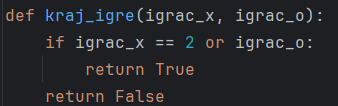 def kraj_igre(igrac_x, igrac_o):
    if igrac_x == 2 or igrac_o:
        return True
    return False